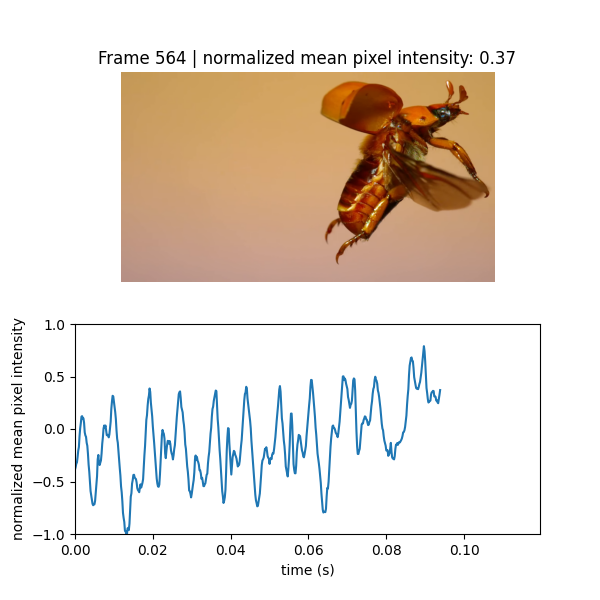 Frame 564 | normalized mean pixel intensity: 0.37
normalized mean pixel intensity
1.0
0.5
0.0
−0.5
−1.0
0.00 0.02 0.04 0.06 0.08 0.10
time (s)